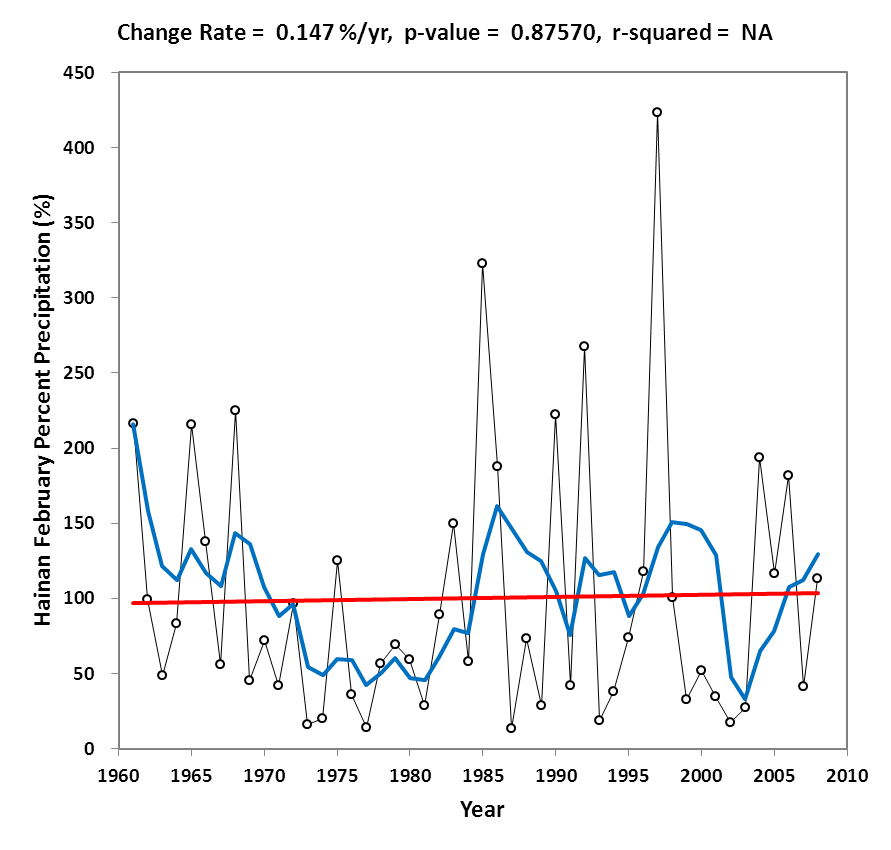 Change Rate = 0.147 %/yr, p-value = 0.87570, r-squared = NA
Hainan February Percent Precipitation (%)
450
400
350
300
250
200
150
100
50
0
1960 1965 1970 1975 1980 1985 1990 1995 2000 2005 2010
Year